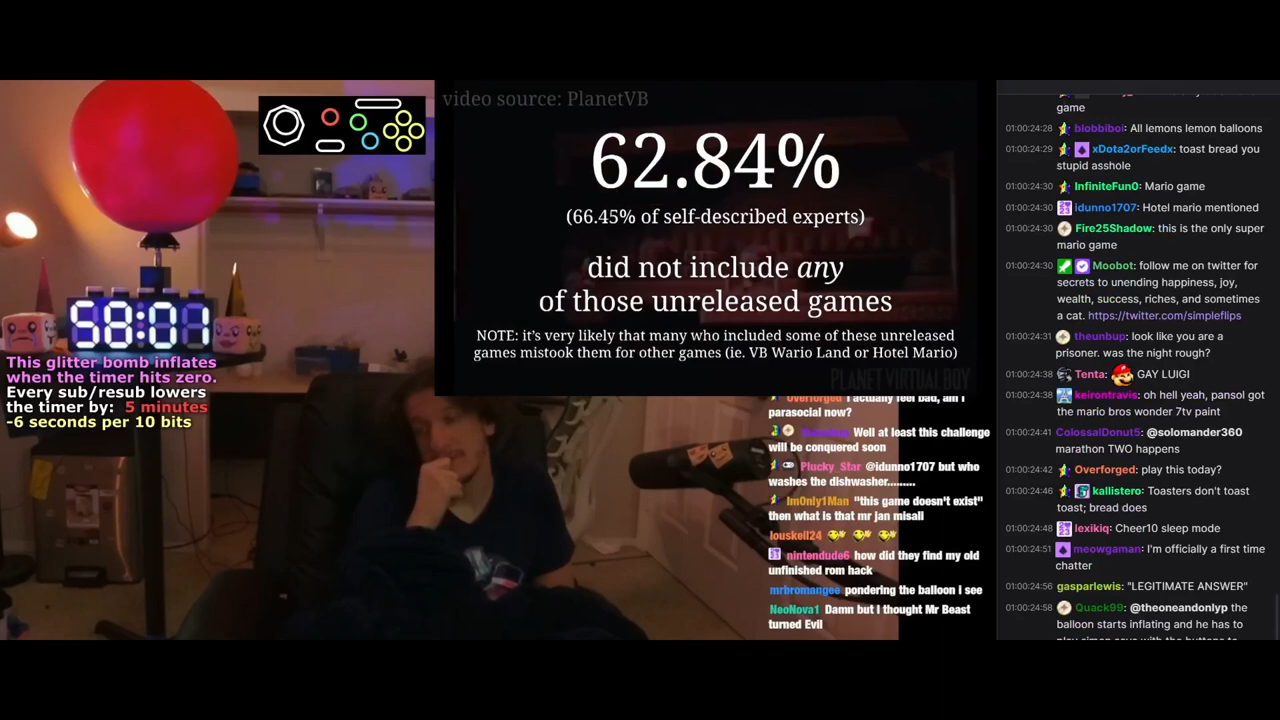 58:01
This glitter bomb inflates
when the timer hits zero.
Every sub/resub lowers
the timer by: 5 minutes
-6 seconds per 10 bits
video source: PlanetVB
62.84%
(66.45% of self-described experts)
did not include any
of those unreleased games
NOTE: it's very likely that many who included some of these unreleased
games mistook them for other games (ie. VB Wario Land or Hotel Mario)
PLANET VIRTUAL BOY
Overforged I actually feel bad, am I
parasocial now?
Well at least this challenge
will be conquered soon
Plucky_Star @idunno1707 but who
washes the dishwasher.........
Im0nly1Man "this game doesn't exist"
then what is that mr jan misali
louskeil24
nintendude6 how did they find my old
unfinished rom hack
mrbromangee pondering the balloon I see
NeoNova1 Damn but I thought Mr Beast
turned Evil
game
01:00:24:28 blobbiboi: All lemons lemon balloons
01:00:24:29 xDota2orFeedx: toast bread you
stupid asshole
01:00:24:30 InfiniteFun0: Mario game
01:00:24:30 idunno1707: Hotel mario mentioned
01:00:24:30 Fire25Shadow: this is the only super
mario game
01:00:24:30 Moobot: follow me on twitter for
secrets to unending happiness, joy,
wealth, success, riches, and sometimes
a cat. https://twitter.com/simpleflips
01:00:24:31 theunbup: look like you are a
prisoner. was the night rough?
01:00:24:38 Tenta: GAY LUIGI
01:00:24:38 keirontravis: oh hell yeah, pansol got
the mario bros wonder 7tv paint
01:00:24:41 ColossalDonut5: @solomander360
marathon TWO happens
01:00:24:42 Overforged: play this today?
01:00:24:46 kallistero: Toasters don't toast
toast; bread does
01:00:24:48 lexikiq: Cheer10 sleep mode
01:00:24:51 meowgaman: I'm officially a first time
chatter
01:00:24:56 gasparlewis: "LEGITIMATE ANSWER"
01:00:24:58 Quack99: @theoneandonlyp the
balloon starts inflating and he has to
play simon says with the buttons to